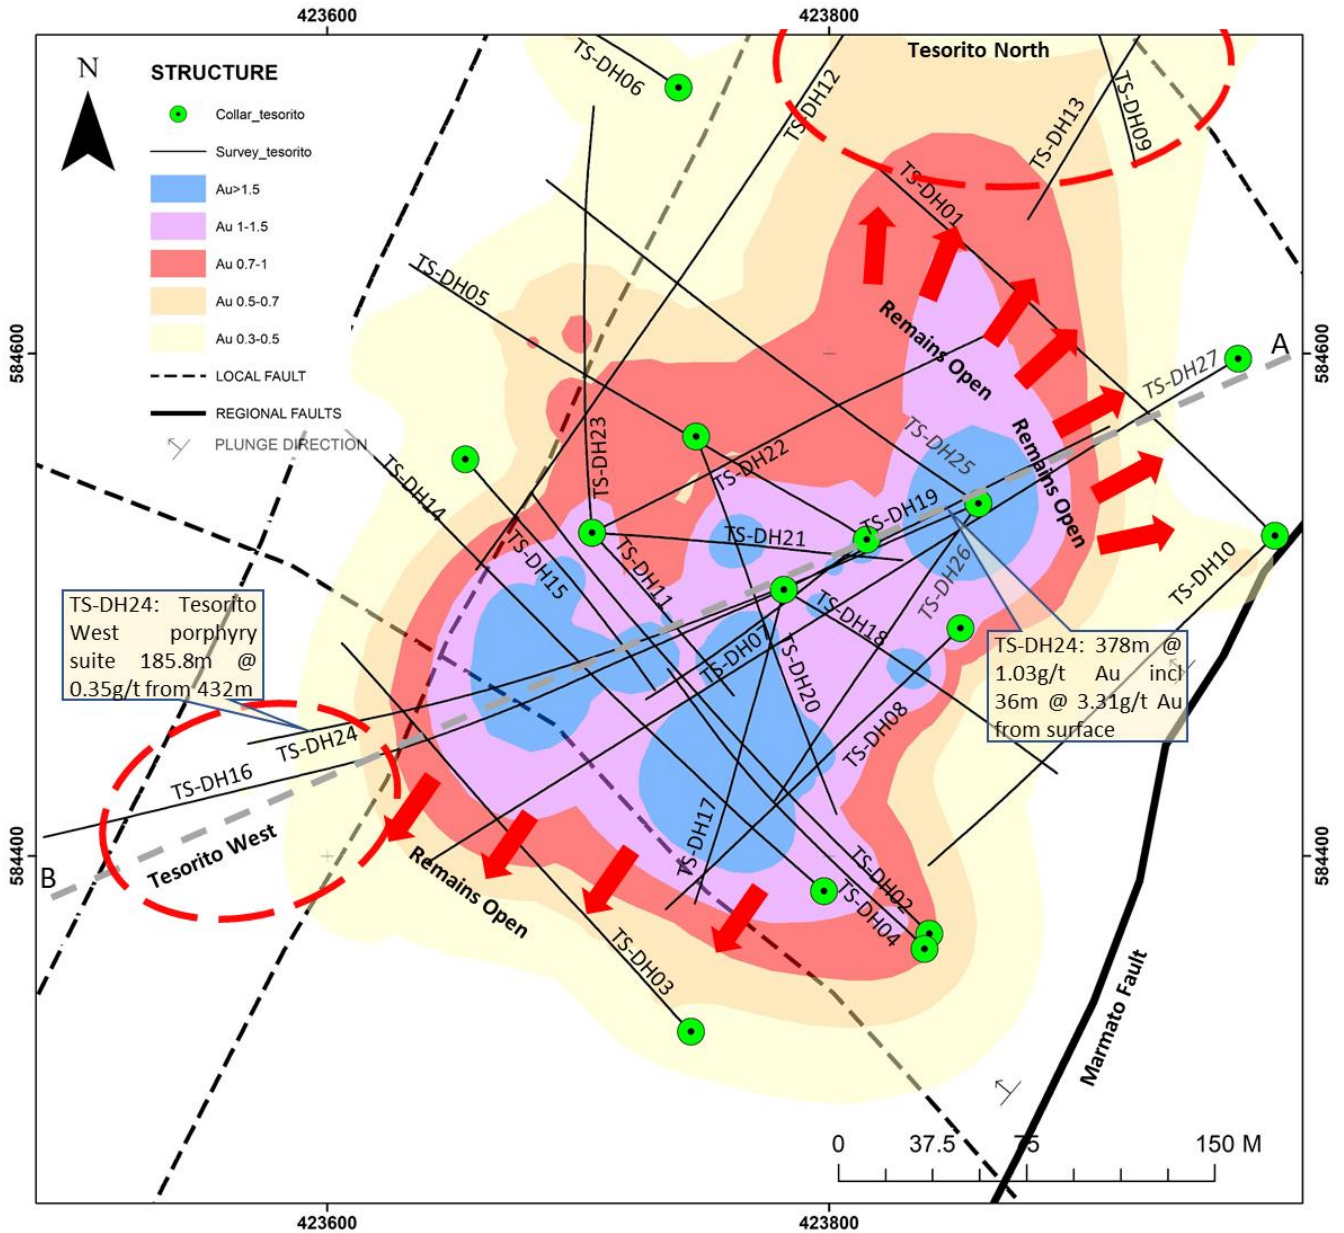 423600
423800
N
STRUCTURE
Collar_tesorito
Survey_tesorito
Au>1.5
Au 1-1.5
Au 0.7-1
Au 0.5-0.7
Au 0.3-0.5
LOCAL FAULT
REGIONAL FAULTS
PLUNGE DIRECTION
TS-DH06
TS-DH12
Tesorito North
TS-DH13
TS-DH09
TS-DH01
TS-DH05
Remains Open
584600
584600
A
TS-DH27
TS-DH23
TS-DH22
TS-DH25
Remains Open
TS-DH14
TS-DH19
TS-DH21
TS-DH15
TS-DH11
TS-DH26
TS-DH10
TS-DH18
TS-DH07
TS-DH20
TS-DH24: Tesorito
West porphyry
suite 185.8m @
0.35g/t from 432m
TS-DH24: 378m @
1.03g/t Au incl
36m @ 3.31g/t Au
from surface
TS-DH08
TS-DH24
TS-DH16
TS-DH17
Tesorito West
B
584400
584400
Remains Open
TS-DH02
TS-DH04
TS-DH03
Marmato Fault
0 37.5 75 150 M
423600
423800